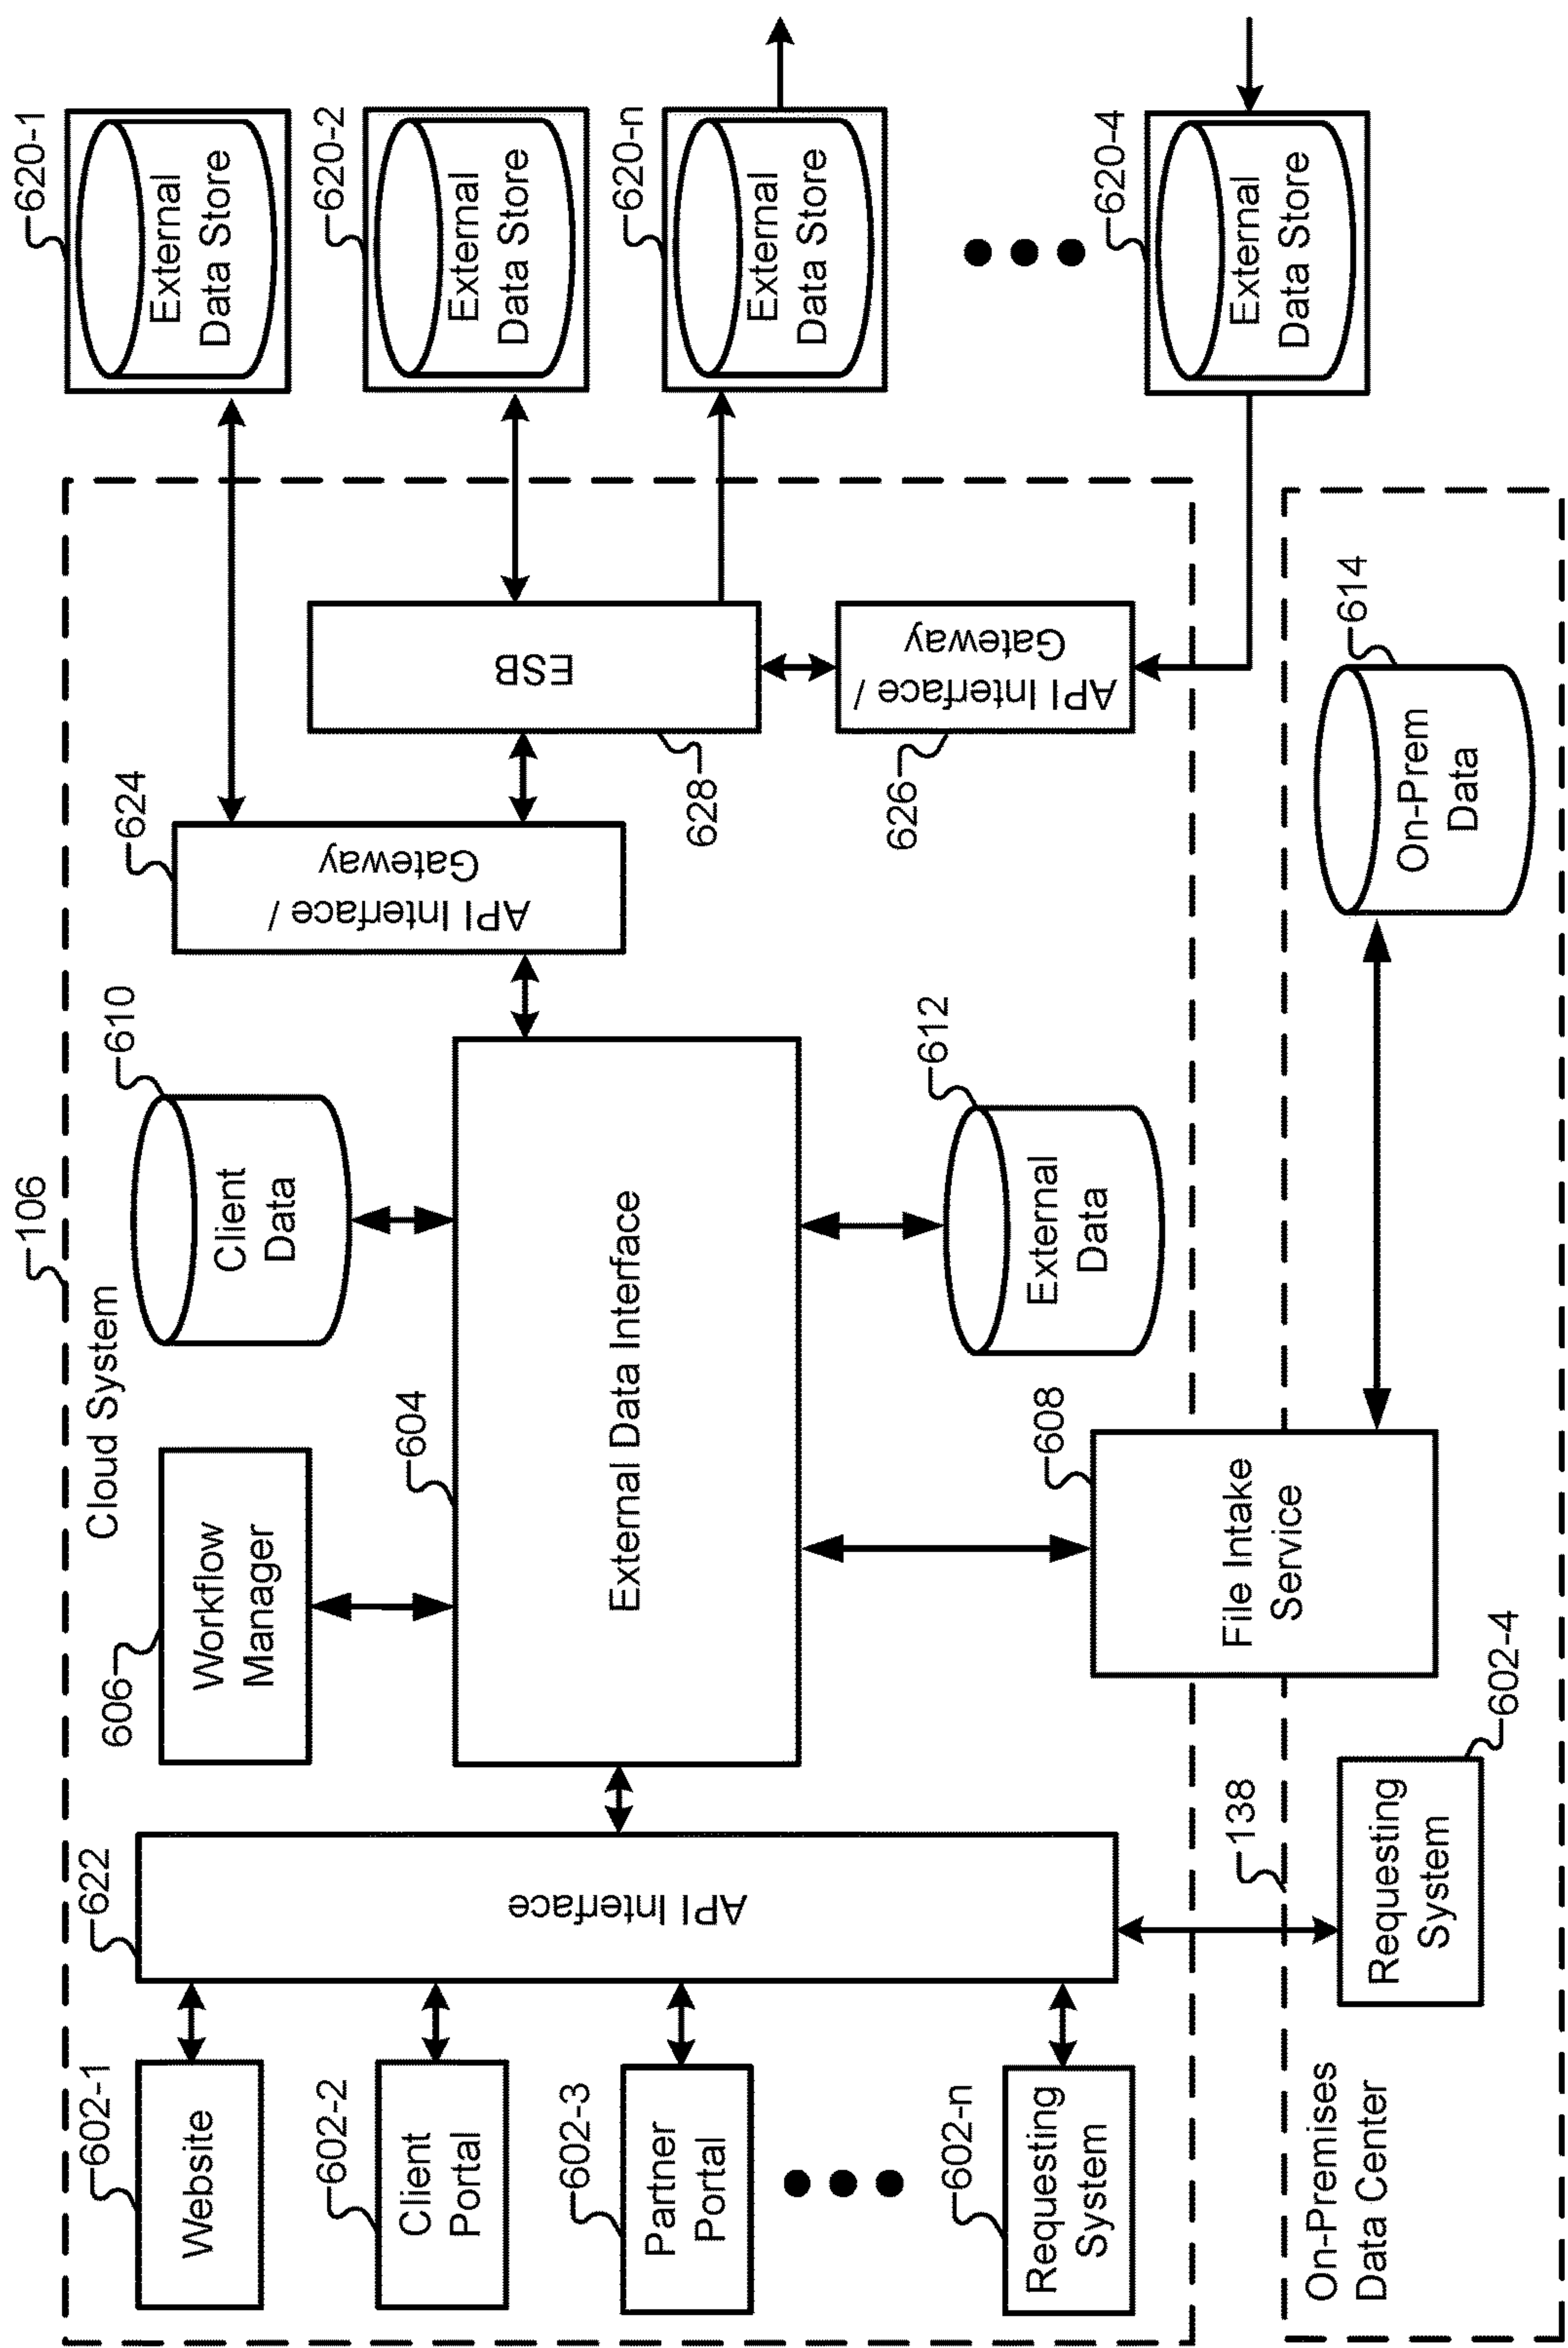 106
Cloud System
602-1
Website
602-2
Client
Portal
602-3
Partner
Portal
602-n
Requesting
System
622
API Interface
606
Workflow
Manager
604
External Data Interface
610
Client
Data
612
External
Data
608
File Intake
Service
624
API Interface /
Gateway
628
ESB
626
API Interface /
Gateway
620-1
External
Data Store
620-2
External
Data Store
620-n
External
Data Store
620-4
External
Data Store
138
On-Premises
Data Center
602-4
Requesting
System
614
On-Prem
Data